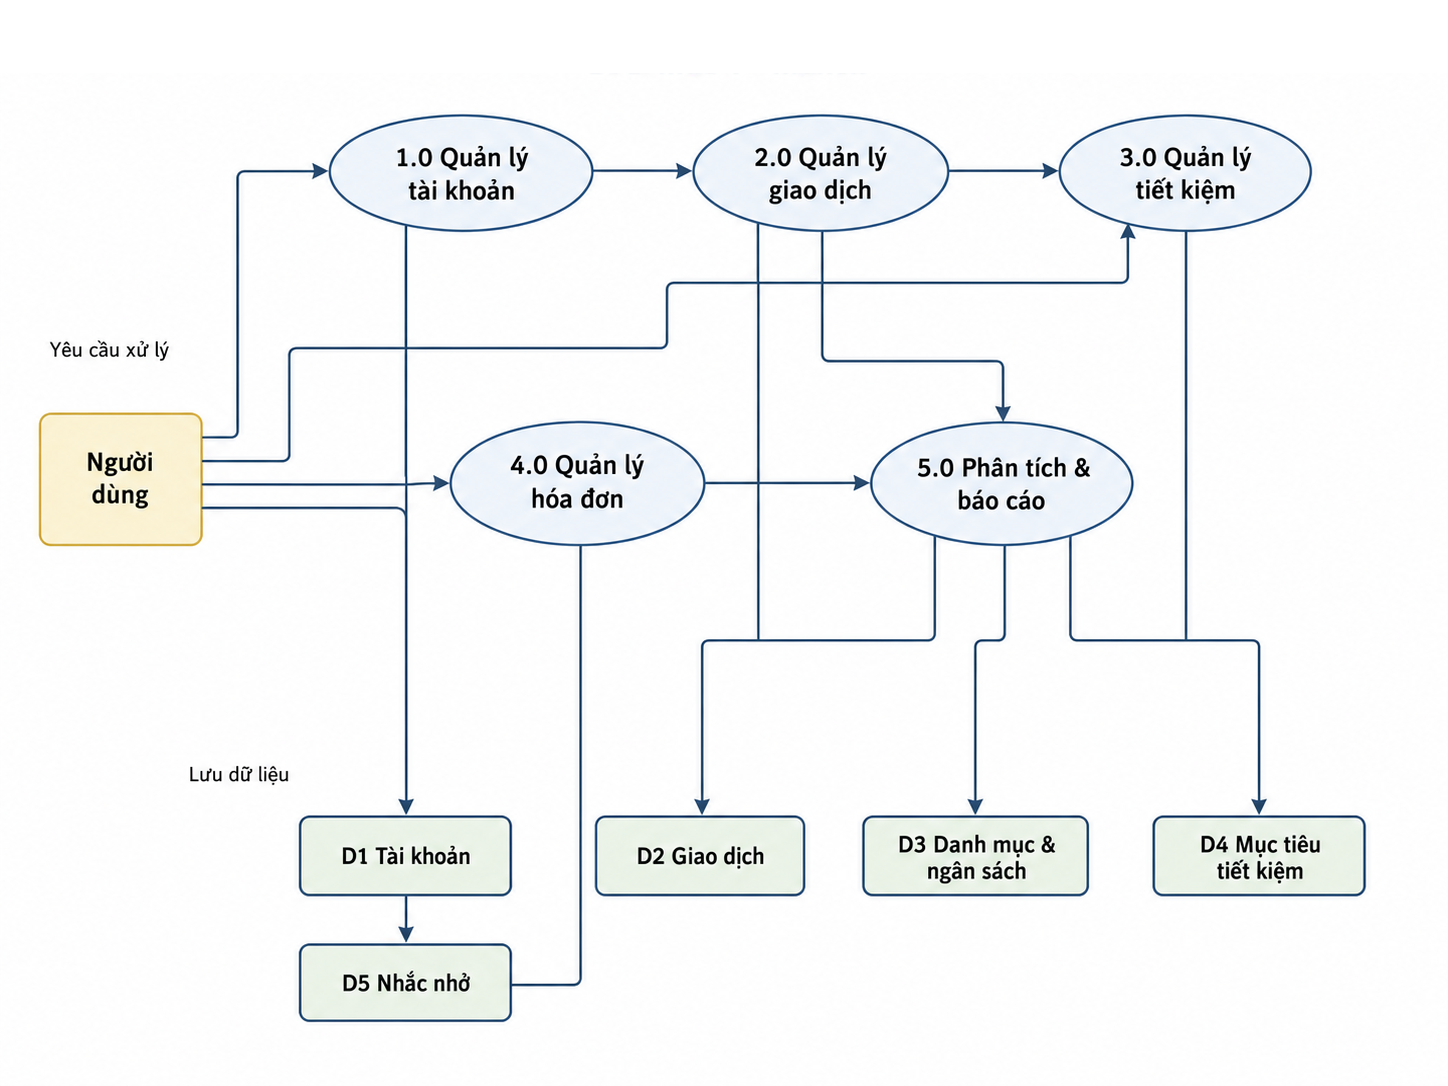 1.0 Quản lý
tài khoản
2.0 Quản lý
giao dịch
3.0 Quản lý
tiết kiệm
Yêu cầu xử lý
Người
dùng
4.0 Quản lý
hóa đơn
5.0 Phân tích &
báo cáo
Lưu dữ liệu
D1 Tài khoản
D2 Giao dịch
D3 Danh mục &
ngân sách
D4 Mục tiêu
tiết kiệm
D5 Nhắc nhở